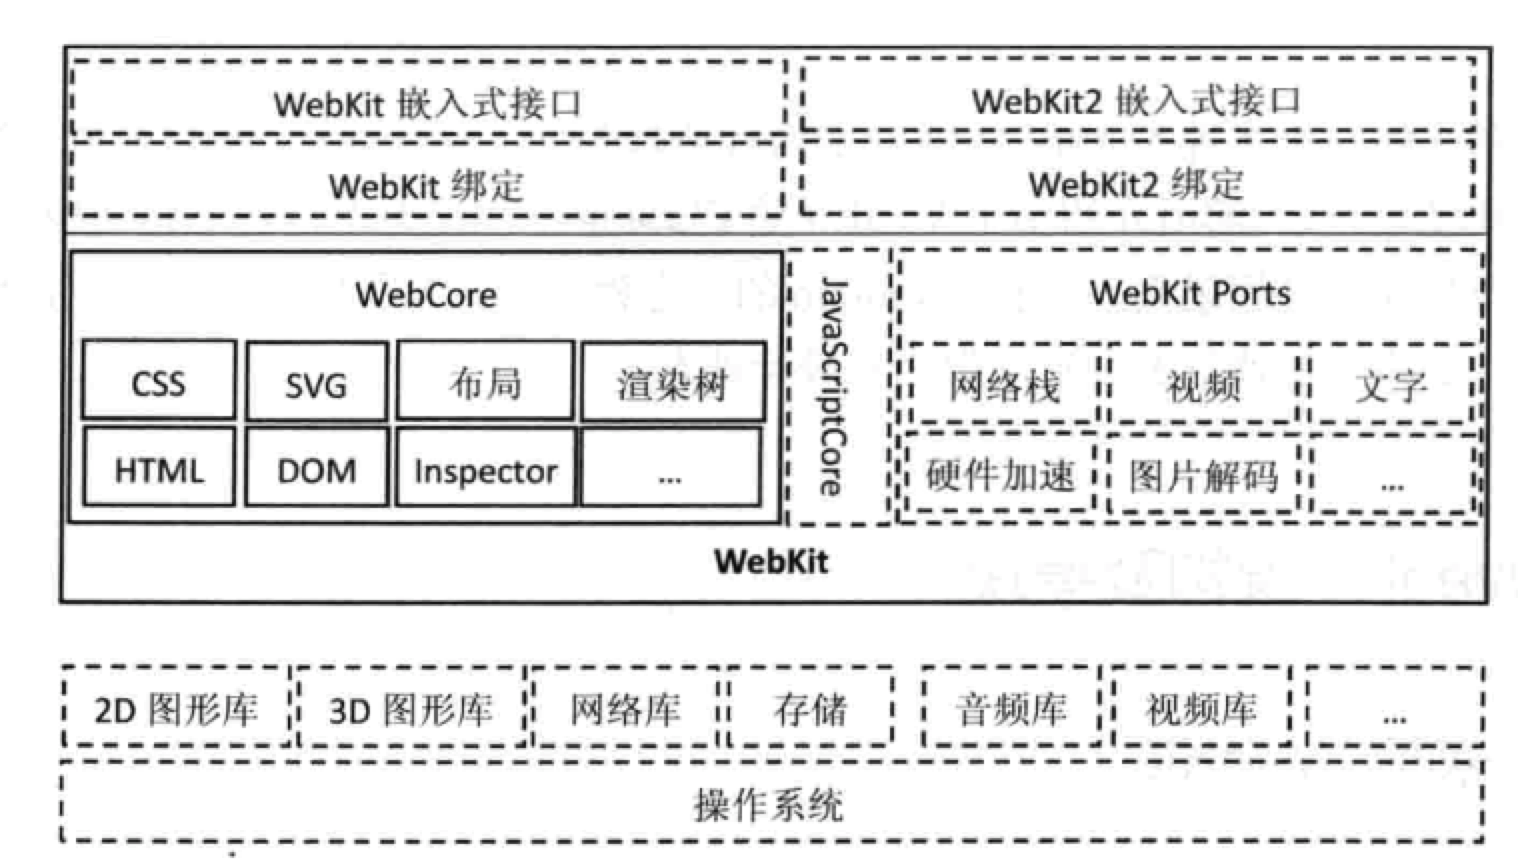 WebKit 嵌入式接口
WebKit2 嵌入式接口
WebKit 绑定
WebKit2 绑定
WebCore
CSS
SVG
布局
渲染树
HTML
DOM
Inspector
...
JavaScriptCore
WebKit Ports
网络栈
视频
文字
硬件加速
图片解码
...
WebKit
2D 图形库
3D 图形库
网络库
存储
音频库
视频库
...
操作系统